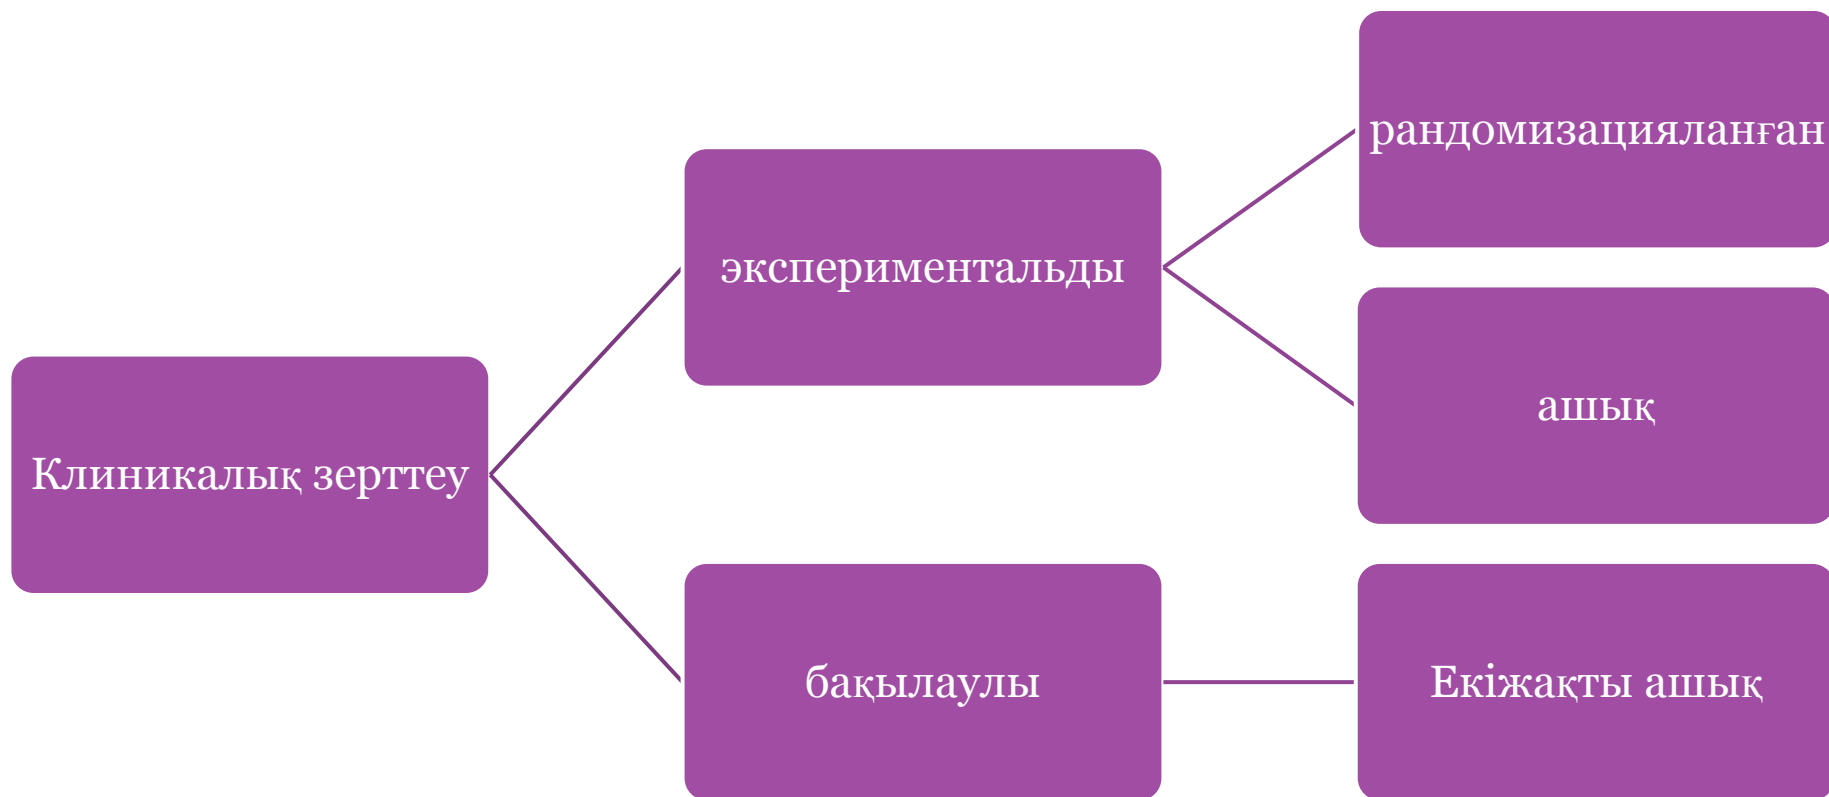 Клиникалық зерттеу
экспериментальды
рандомизацияланған
ашық
бақылаулы
Екіжақты ашық